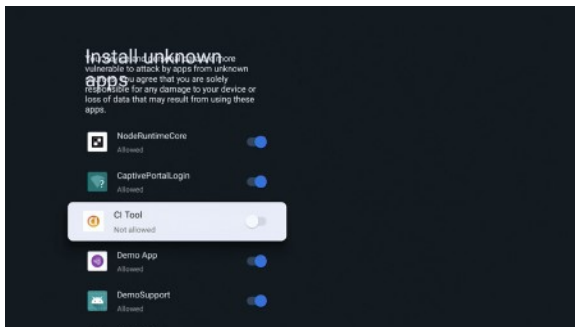 Install unknown
apps
vulnerable to attack by apps from unknown
you agree that you are solely
responsible for any damage to your device or
loss of data that may result from using these
apps.
NodeRuntimeCore
Allowed
CaptivePortalLogin
Allowed
CI Tool
Not allowed
Demo App
Allowed
DemoSupport
Allowed